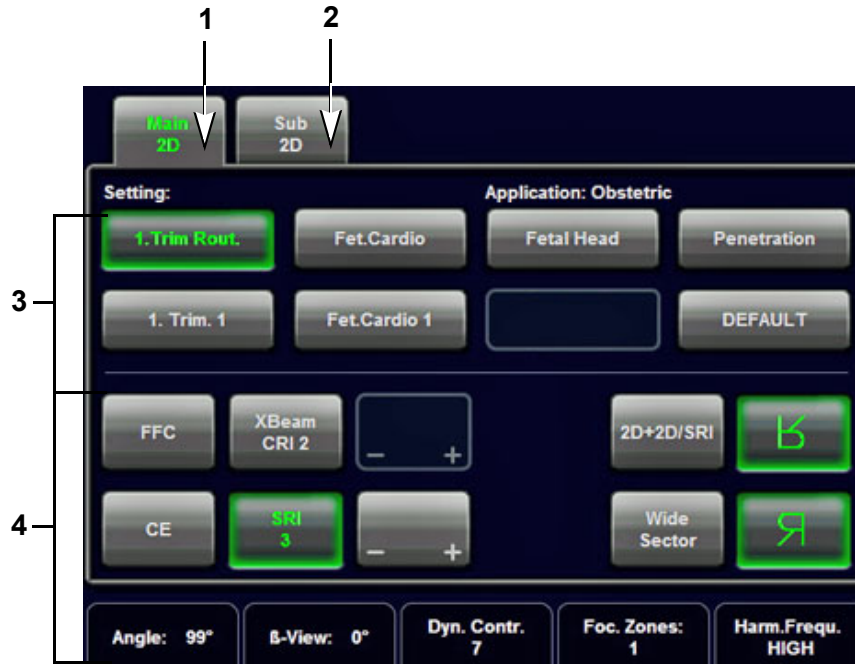 1 2
Main
2D
Sub
2D
Setting: Application: Obstetric
1.Trim Rout. Fet.Cardio Fetal Head Penetration
3
1. Trim. 1 Fet.Cardio 1 DEFAULT
FFC XBeam
CRI 2
- +
2D+2D/SRI R
4
CE SRI
3
- +
Wide
Sector
R
Angle: 99° ß-View: 0° Dyn. Contr.
7
Foc. Zones:
1
Harm.Frequ.
HIGH